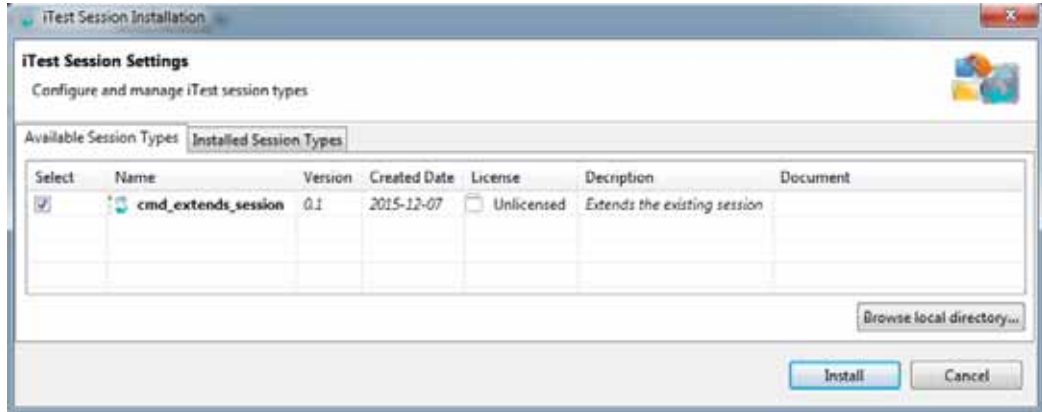 iTest Session Installation
iTest Session Settings
Configure and manage iTest session types
Available Session Types Installed Session Types
Select Name Version Created Date License Decription Document
cmd_extends_session 0.1 2015-12-07 Unlicensed Extends the existing session
Browse local directory...
Install Cancel